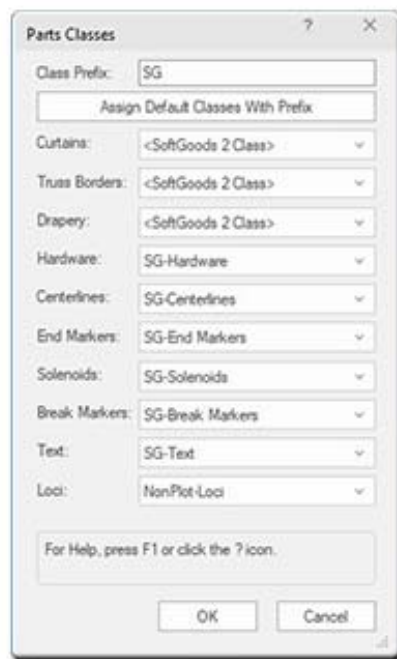 Parts Classes ? ×
Class Prefix: SG
Assign Default Classes With Prefix
Curtains: <SoftGoods 2 Class>
Truss Borders: <SoftGoods 2 Class>
Drapery: <SoftGoods 2 Class>
Hardware: SG-Hardware
Centerlines: SG-Centerlines
End Markers: SG-End Markers
Solenoids: SG-Solenoids
Break Markers: SG-Break Markers
Text: SG-Text
Loci: NonPlot-Loci
For Help, press F1 or click the ? icon.
OK Cancel